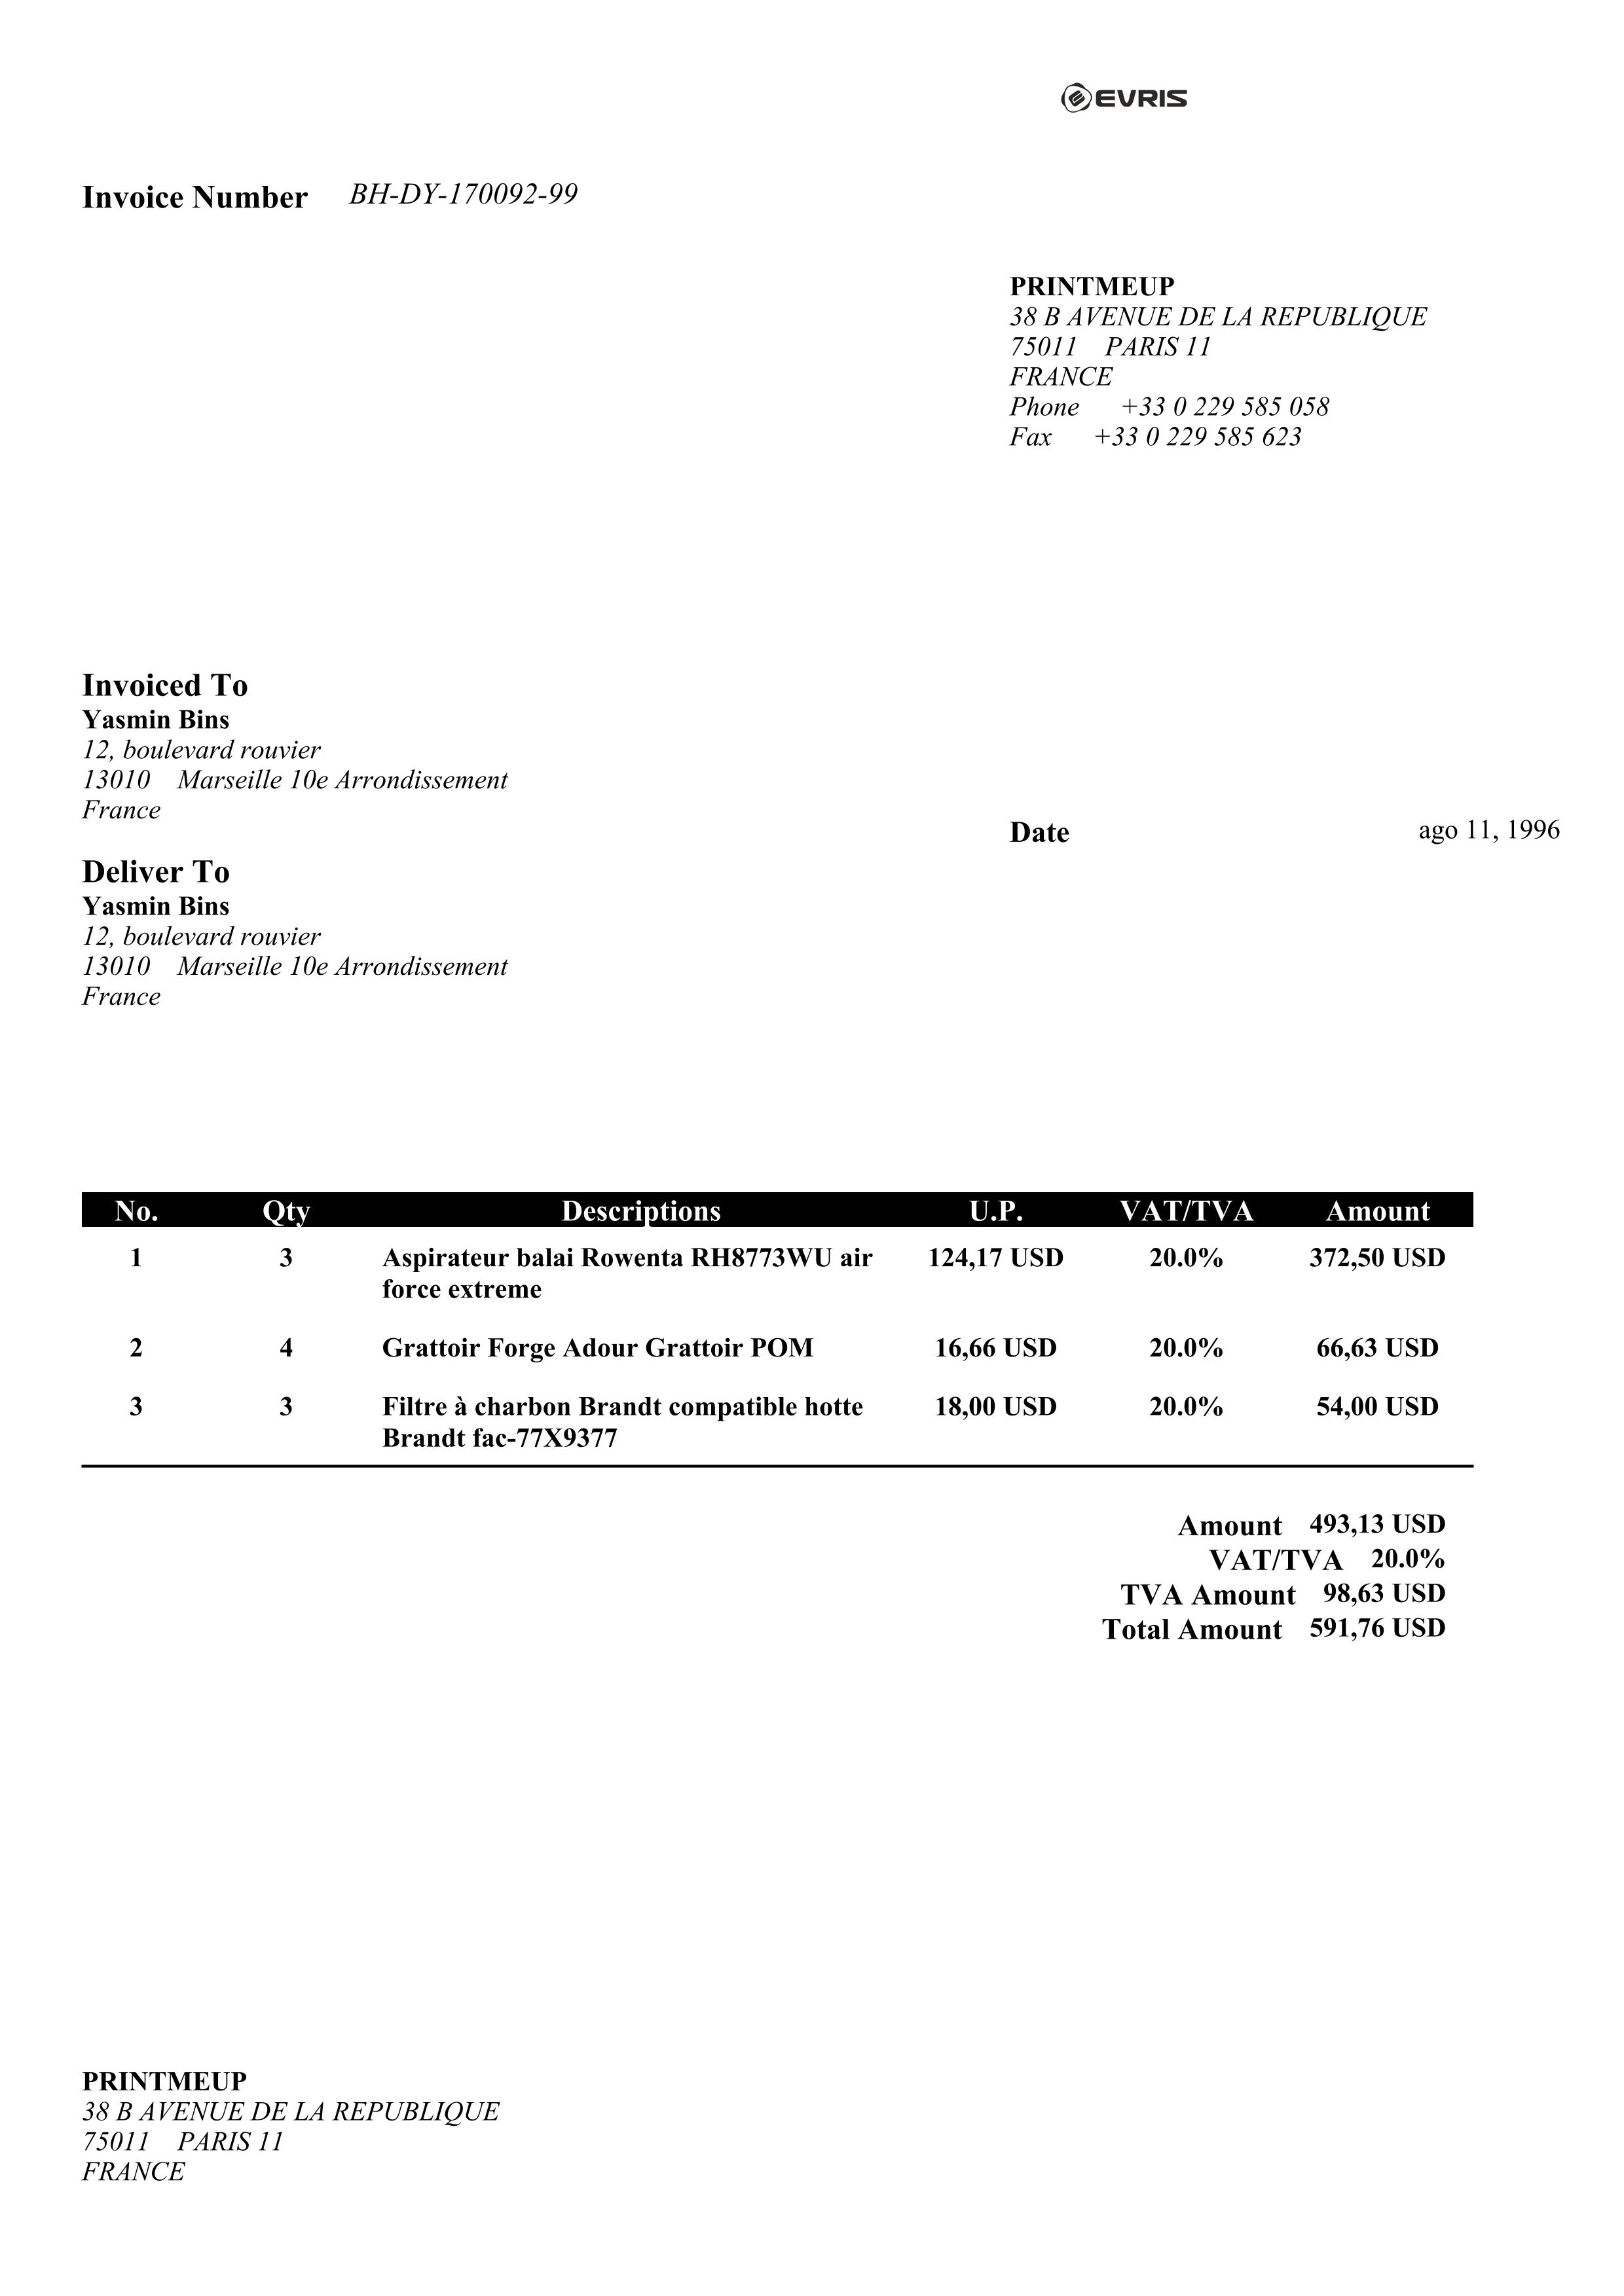 EVRIS
Invoice Number BH-DY-170092-99
PRINTMEUP
38 B AVENUE DE LA REPUBLIQUE
75011 PARIS 11
FRANCE
Phone +33 0 229 585 058
Fax +33 0 229 585 623
Invoiced To
Yasmin Bins
12, boulevard rouvier
13010 Marseille 10e Arrondissement
France
Date ago 11, 1996
Deliver To
Yasmin Bins
12, boulevard rouvier
13010 Marseille 10e Arrondissement
France
No. Qty Descriptions U.P. VAT/TVA Amount
1 3 Aspirateur balai Rowenta RH8773WU air 124,17 USD 20.0% 372,50 USD
force extreme
2 4 Grattoir Forge Adour Grattoir POM 16,66 USD 20.0% 66,63 USD
3 3 Filtre à charbon Brandt compatible hotte 18,00 USD 20.0% 54,00 USD
Brandt fac-77X9377
Amount 493,13 USD
VAT/TVA 20.0%
TVA Amount 98,63 USD
Total Amount 591,76 USD
PRINTMEUP
38 B AVENUE DE LA REPUBLIQUE
75011 PARIS 11
FRANCE